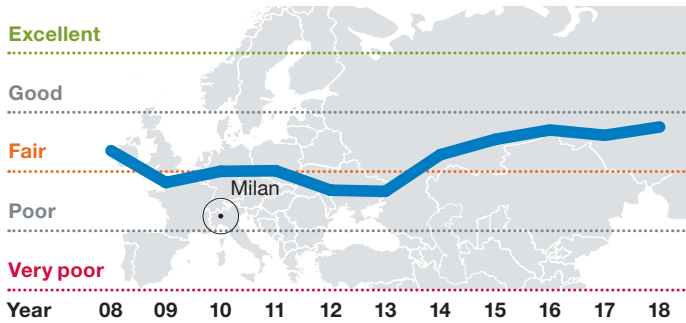 Excellent
Good
Fair
Milan
Poor
Very poor
Year 08 09 10 11 12 13 14 15 16 17 18